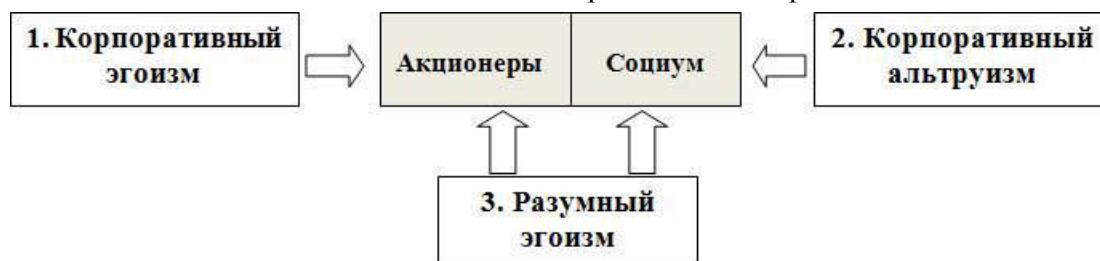 1. Корпоративный
эгоизм
Акционеры
Социум
2. Корпоративный
альтруизм
3. Разумный
эгоизм